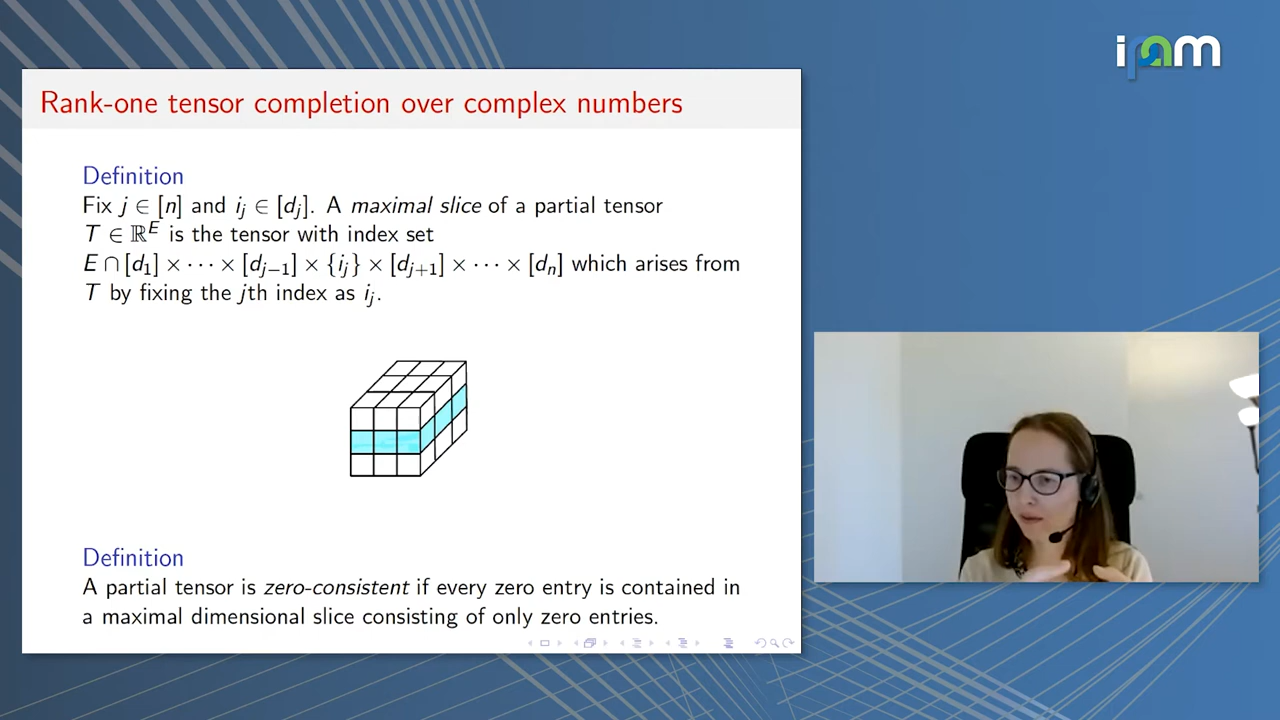 ipam
Rank-one tensor completion over complex numbers
Definition
Fix j ∈ [n] and i_j ∈ [d_j]. A maximal slice of a partial tensor
T ∈ ℝ^E is the tensor with index set
E ∩ [d_1] × ⋯ × [d_{j−1}] × {i_j} × [d_{j+1}] × ⋯ × [d_n] which arises from
T by fixing the jth index as i_j.
Definition
A partial tensor is zero-consistent if every zero entry is contained in
a maximal dimensional slice consisting of only zero entries.